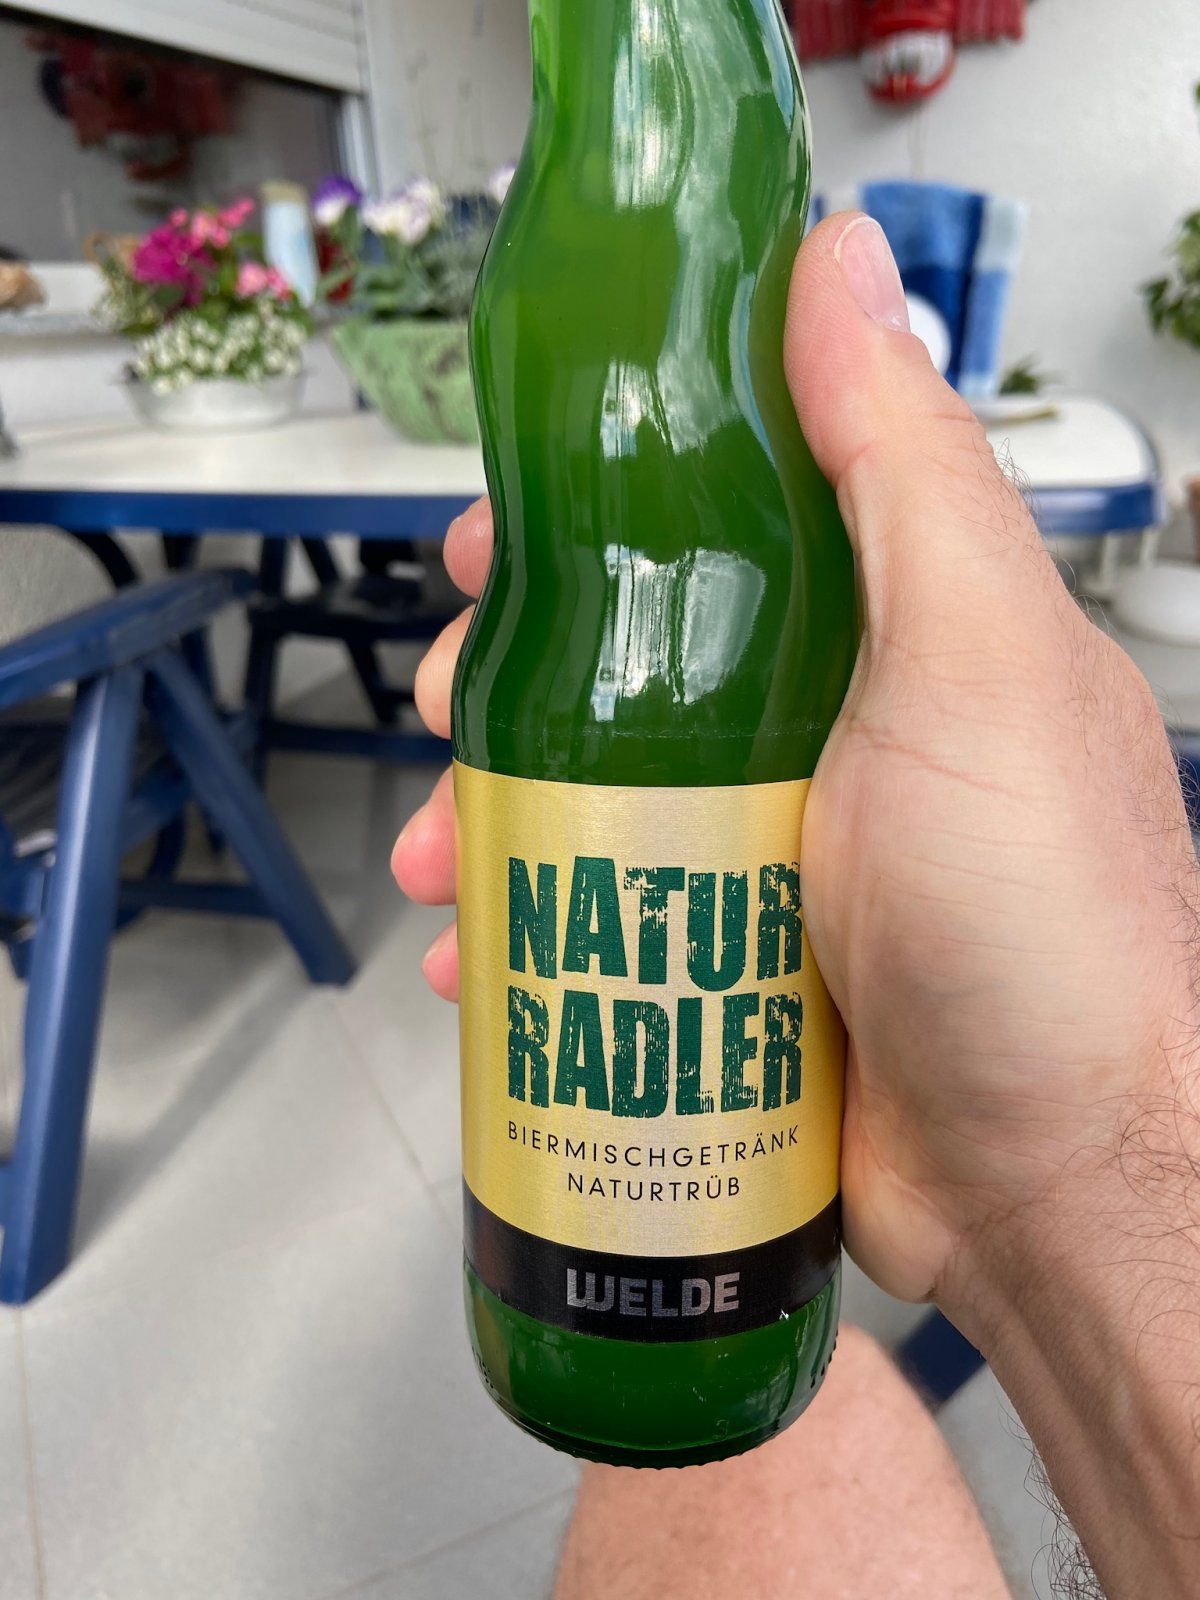 NATUR
RADLER
BIERMISCHGETRÄNK
NATURTRÜB
WELDE